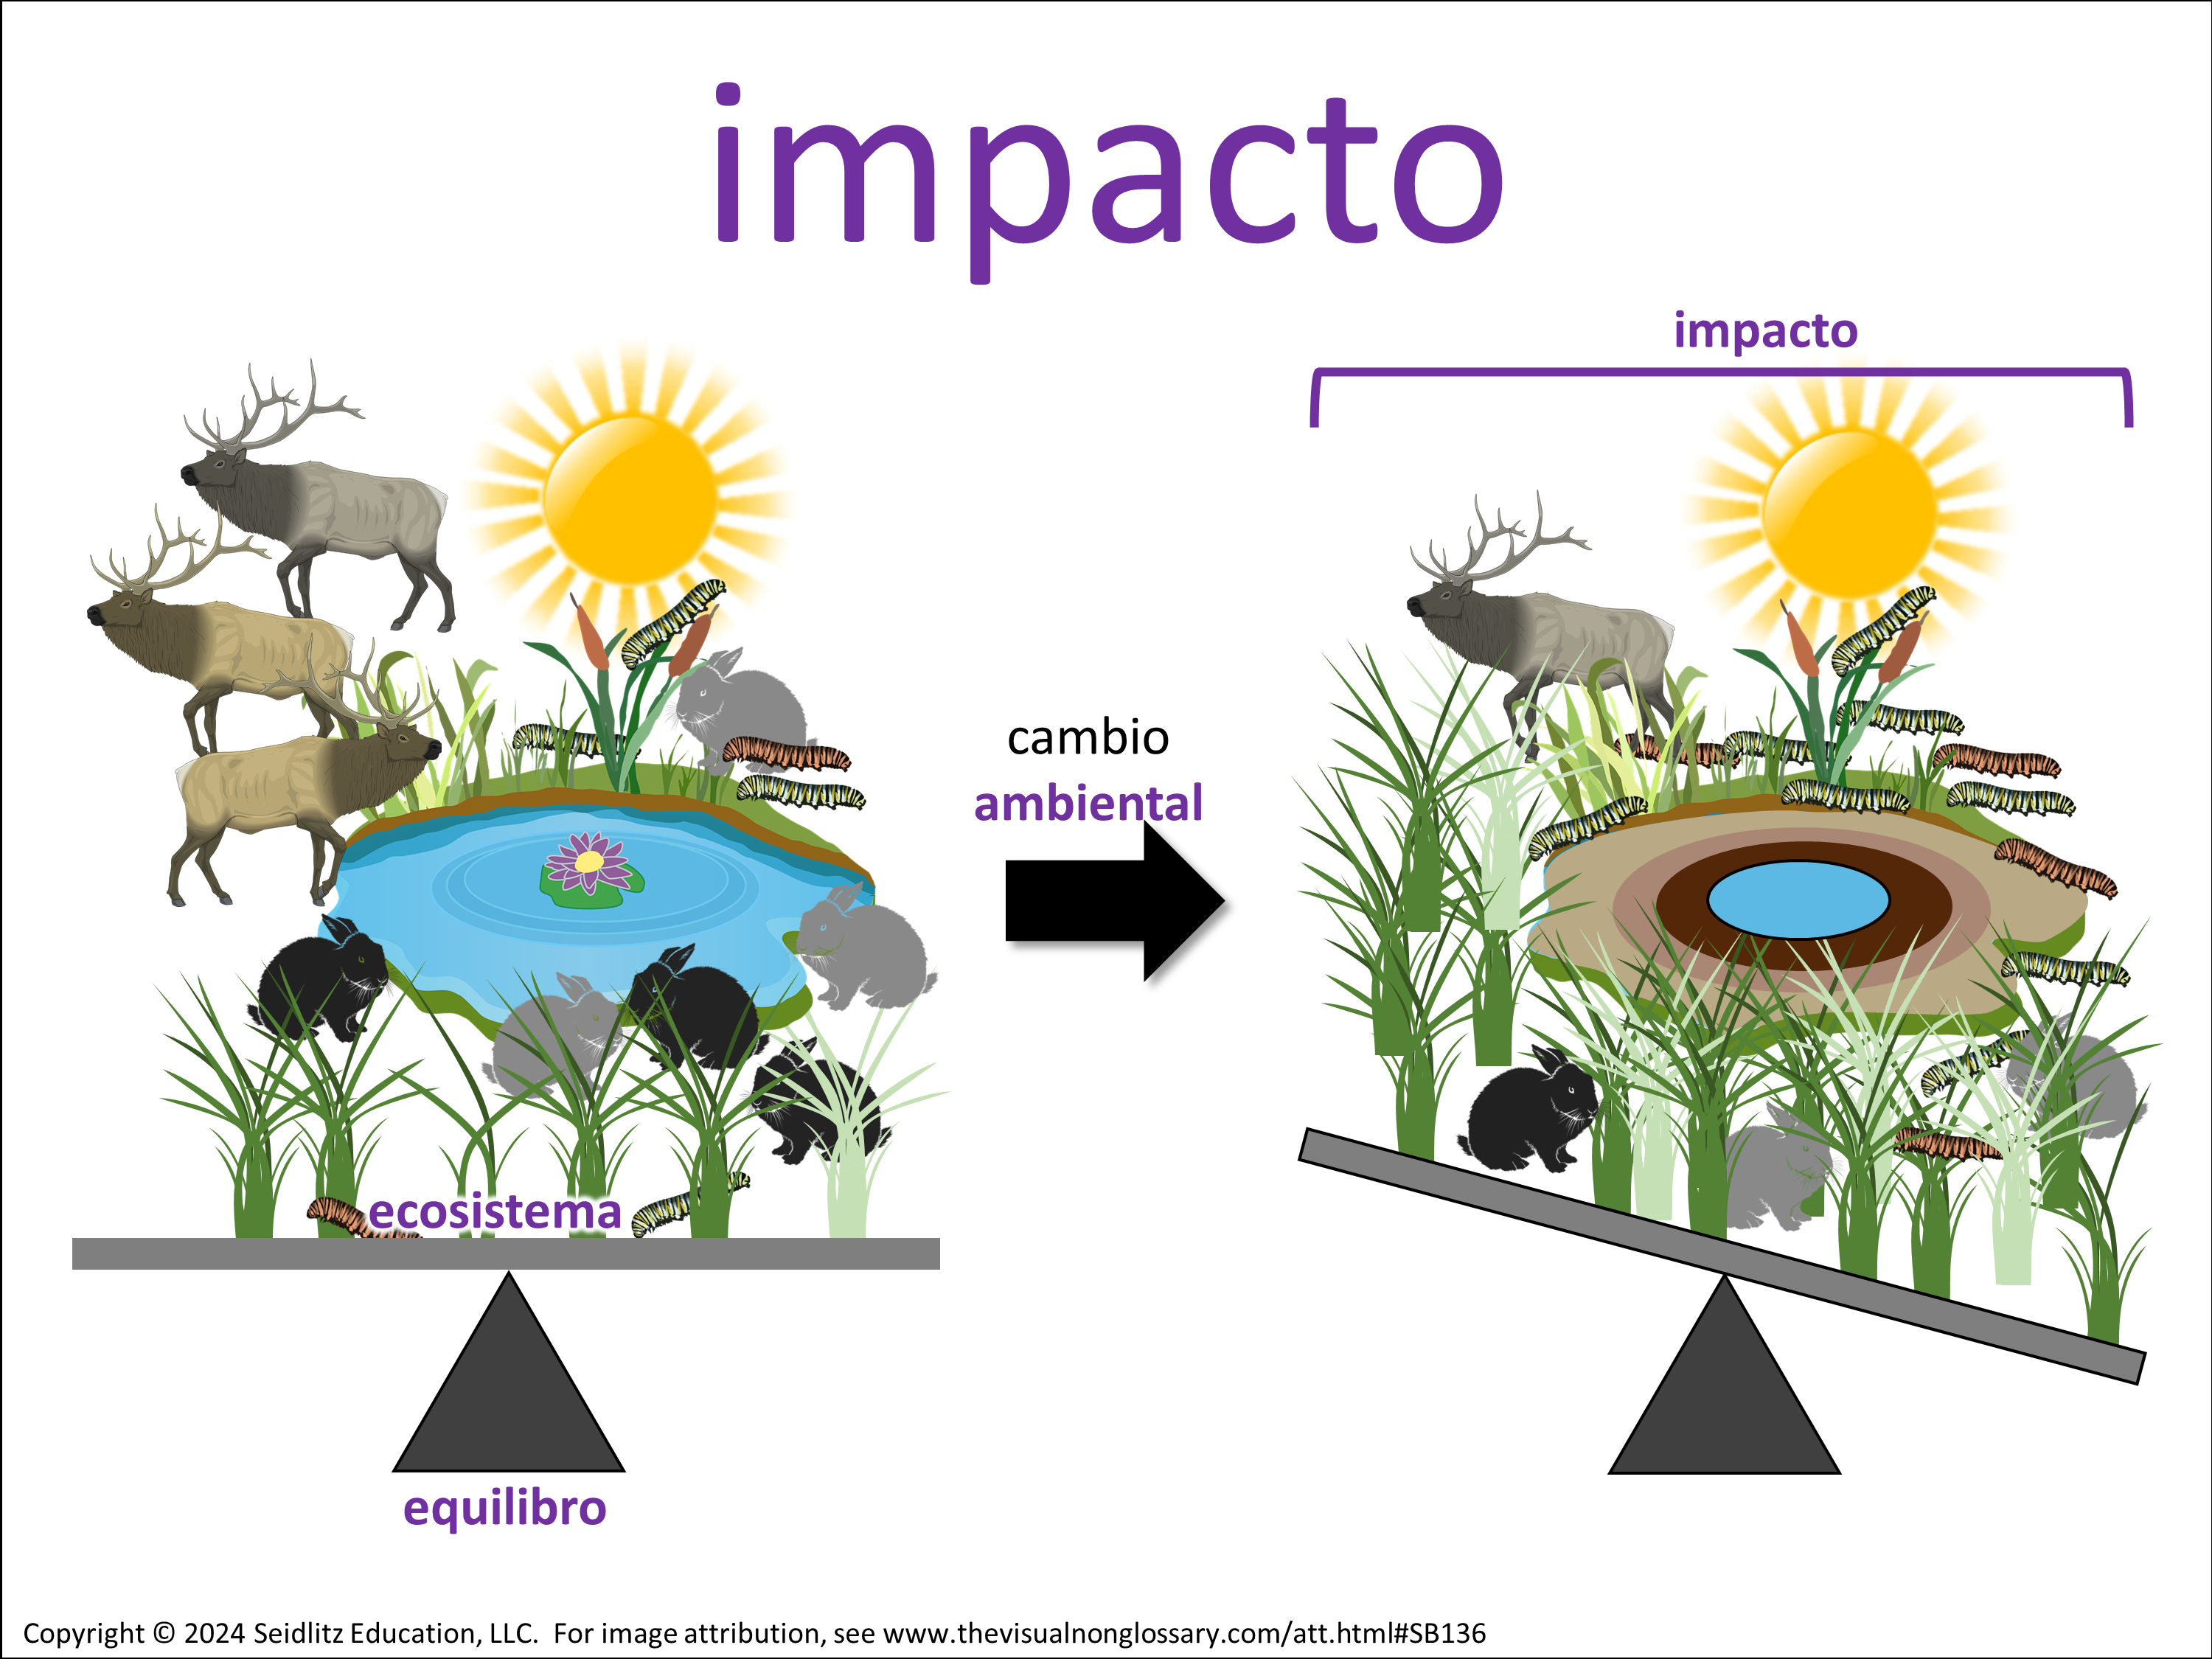 impacto
impacto
cambio
ambiental
ecosistema
equilibro
Copyright © 2024 Seidlitz Education, LLC.  For image attribution, see www.thevisualnonglossary.com/att.html#SB136